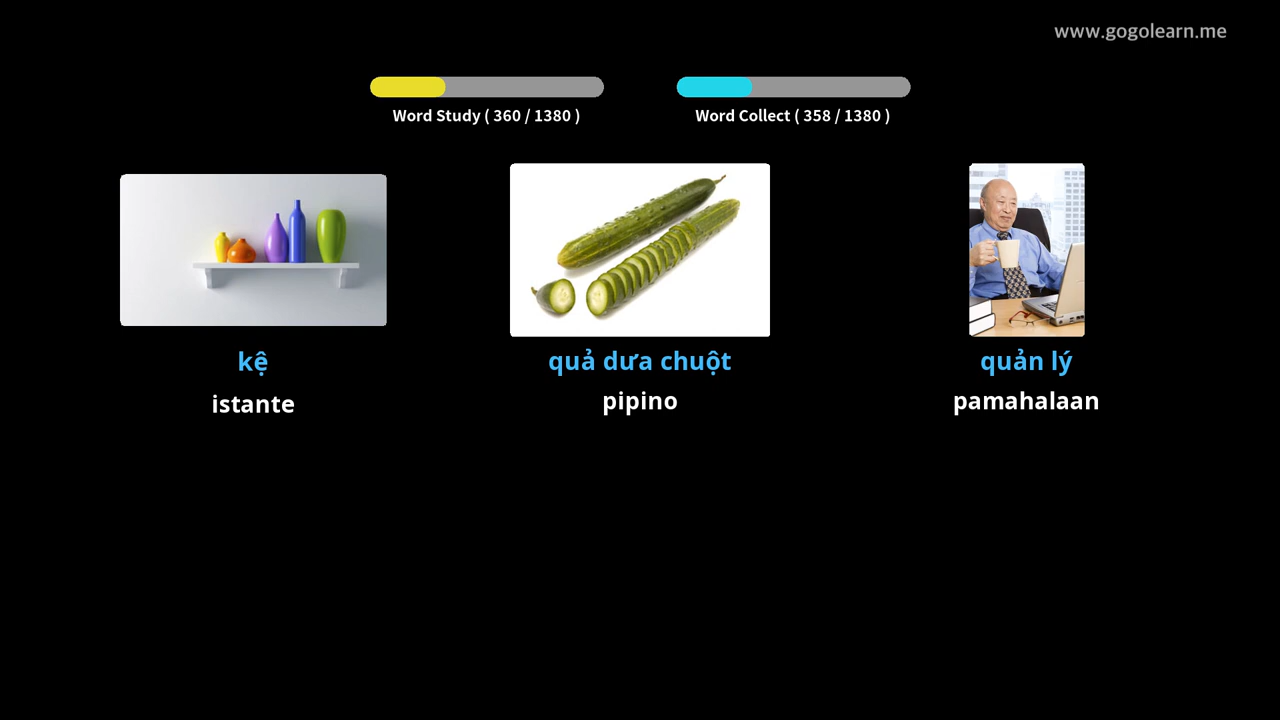 www.gogolearn.me
Word Study ( 360 / 1380 )
Word Collect ( 358 / 1380 )
kệ
quả dưa chuột
quản lý
istante
pipino
pamahalaan